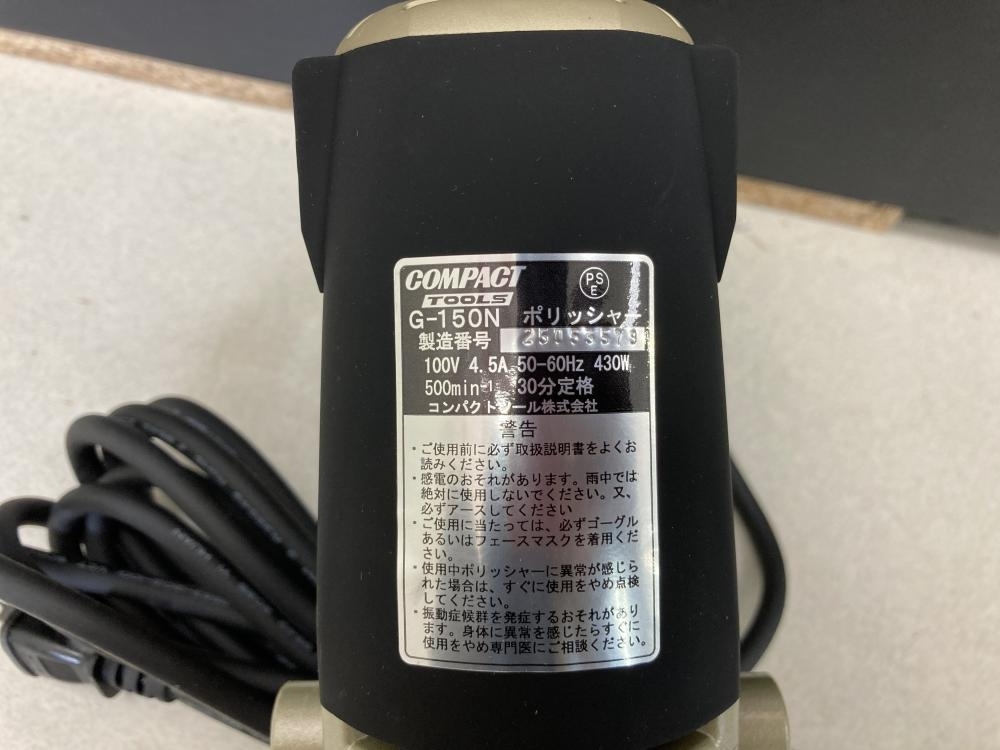 COMPACT
TOOLS
PS
E
G-150N ポリッシャー
製造番号
100V 4.5A 50-60Hz 430W
500min⁻¹ 30分定格
コンパクトツール株式会社
警告
・ご使用前に必ず取扱説明書をよくお
読みください。
・感電のおそれがあります。雨中では
絶対に使用しないでください。又、
必ずアースしてください
・ご使用に当たっては、必ずゴーグル
あるいはフェースマスクを着用くだ
さい。
・使用中ポリッシャーに異常が感じら
れた場合は、すぐに使用をやめ点検
してください。
・振動症候群を発症するおそれがあり
ます。身体に異常を感じたらすぐに
使用をやめ専門医にご相談ください。